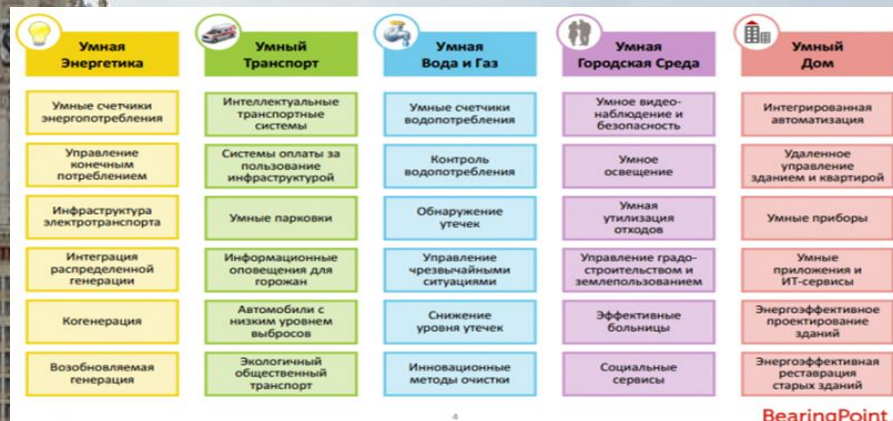 Умная
Энергетика
Умные счетчики
энергопотребления
Управление
конечным
потреблением
Инфраструктура
электротранспорта
Интеграция
распределенной
генерации
Когенерация
Возобновляемая
генерация
Умный
Транспорт
Интеллектуальные
транспортные
системы
Системы оплаты за
пользование
инфраструктурой
Умные парковки
Информационные
оповещения для
горожан
Автомобили с
низким уровнем
выбросов
Экологичный
общественный
транспорт
Умная
Вода и Газ
Умные счетчики
водопотребления
Контроль
водопотребления
Обнаружение
утечек
Управление
чрезвычайными
ситуациями
Снижение
уровня утечек
Инновационные
методы очистки
Умная
Городская Среда
Умное видео-
наблюдение и
безопасность
Умное
освещение
Умная
утилизация
отходов
Управление градо-
строительством и
землепользованием
Эффективные
больницы
Социальные
сервисы
Умный
Дом
Интегрированная
автоматизация
Удаленное
управление
зданием и квартирой
Умные приборы
Умные
приложения и
ИТ-сервисы
Энергоэффективное
проектирование
зданий
Энергоэффективная
реставрация
старых зданий
4
BearingPoint